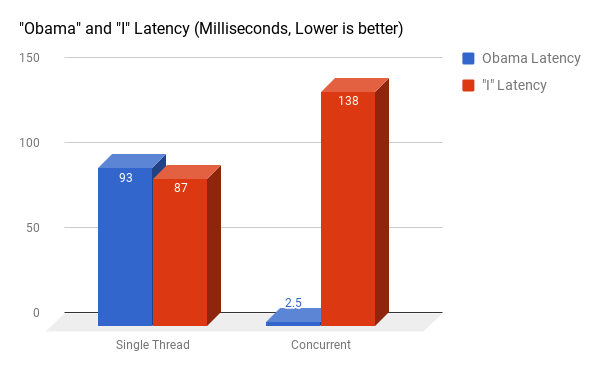 "Obama" and "I" Latency (Milliseconds, Lower is better)
150
100
50
0
93
87
2.5
138
Single Thread
Concurrent
Obama Latency
"I" Latency